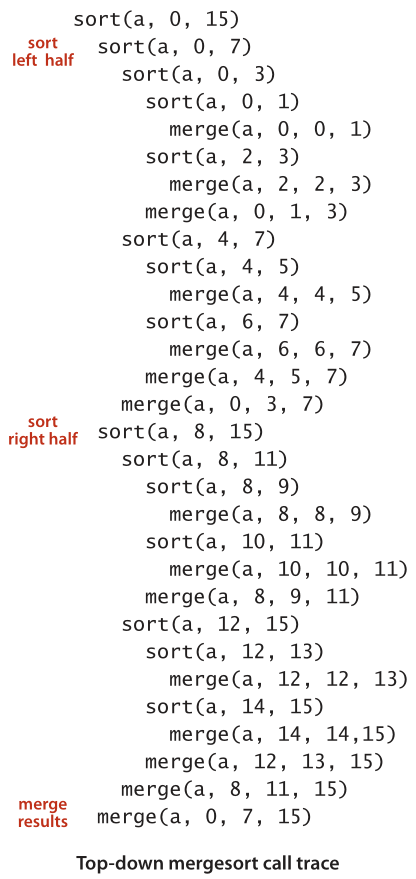 sort(a, 0, 15)
sort
left half
sort(a, 0, 7)
sort(a, 0, 3)
sort(a, 0, 1)
merge(a, 0, 0, 1)
sort(a, 2, 3)
merge(a, 2, 2, 3)
merge(a, 0, 1, 3)
sort(a, 4, 7)
sort(a, 4, 5)
merge(a, 4, 4, 5)
sort(a, 6, 7)
merge(a, 6, 6, 7)
merge(a, 4, 5, 7)
merge(a, 0, 3, 7)
sort
right half
sort(a, 8, 15)
sort(a, 8, 11)
sort(a, 8, 9)
merge(a, 8, 8, 9)
sort(a, 10, 11)
merge(a, 10, 10, 11)
merge(a, 8, 9, 11)
sort(a, 12, 15)
sort(a, 12, 13)
merge(a, 12, 12, 13)
sort(a, 14, 15)
merge(a, 14, 14,15)
merge(a, 12, 13, 15)
merge(a, 8, 11, 15)
merge
results
merge(a, 0, 7, 15)
Top-down mergesort call trace